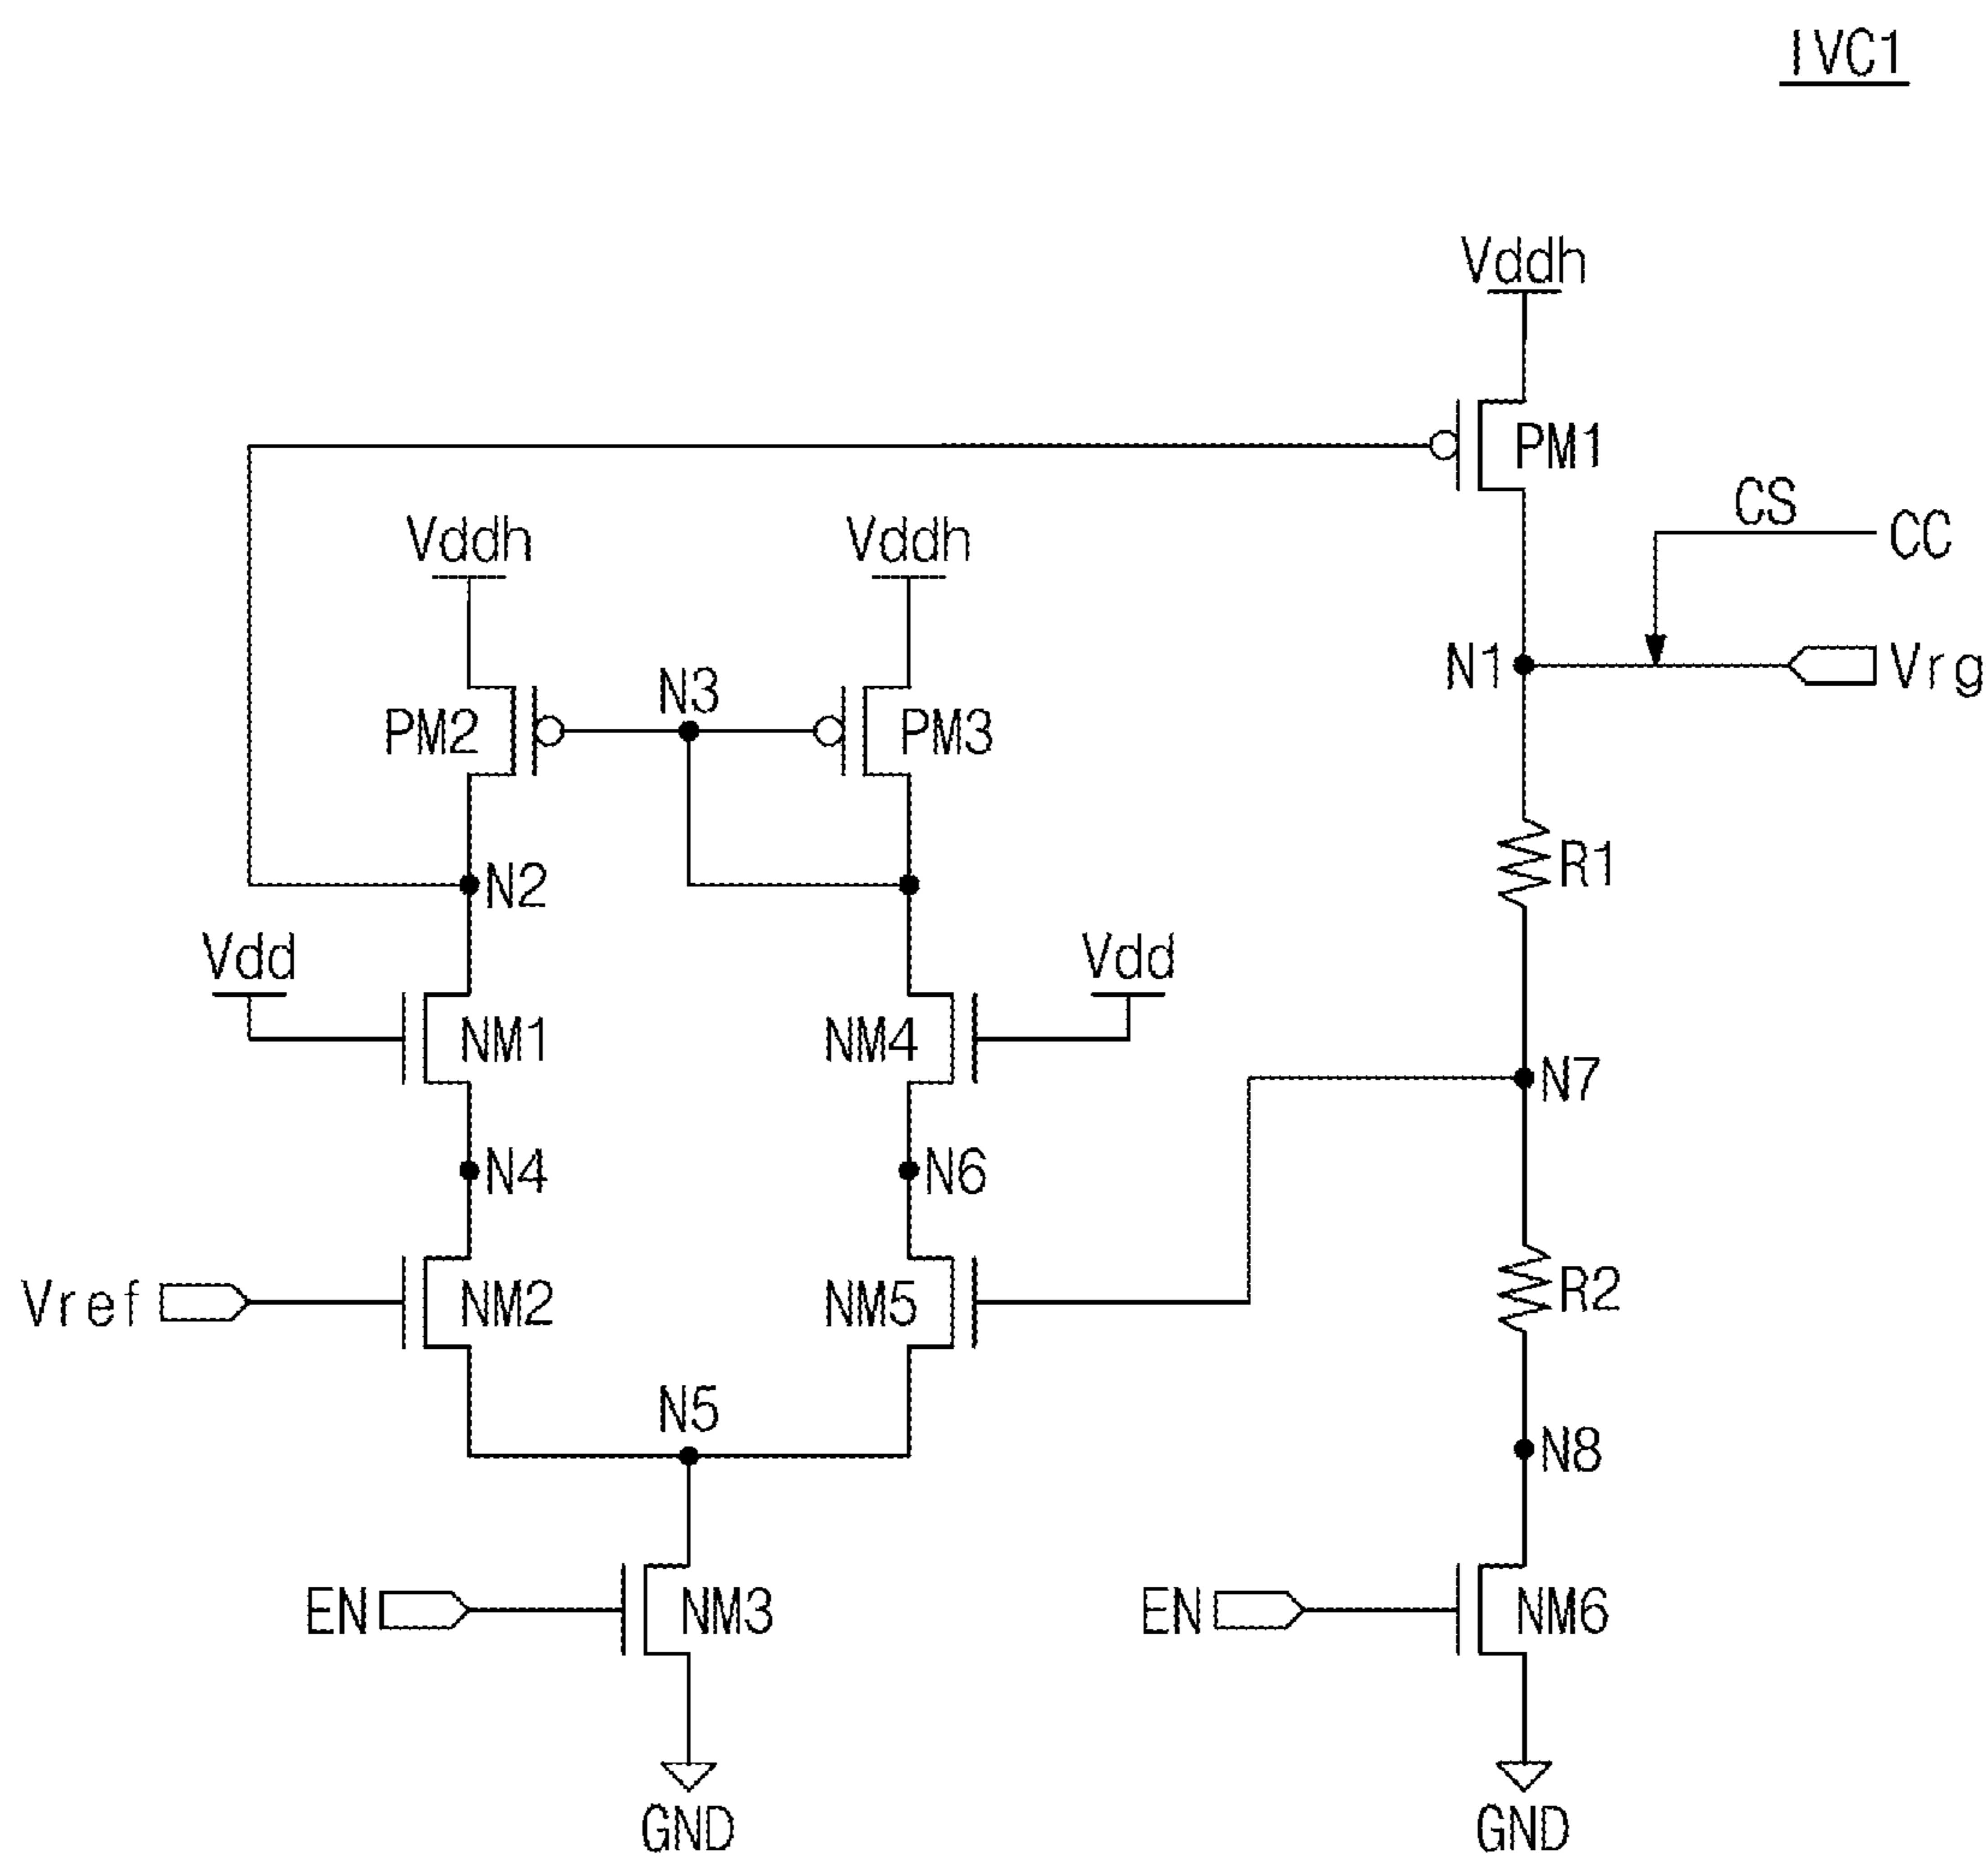 IVC1
Vddh
PM1
CS
CC
Vddh
Vddh
N1
Vrg
N3
PM2
PM3
R1
N2
Vdd
Vdd
NM1
NM4
N7
N4
N6
Vref
NM2
NM5
R2
N5
N8
EN
NM3
EN
NM6
GND
GND